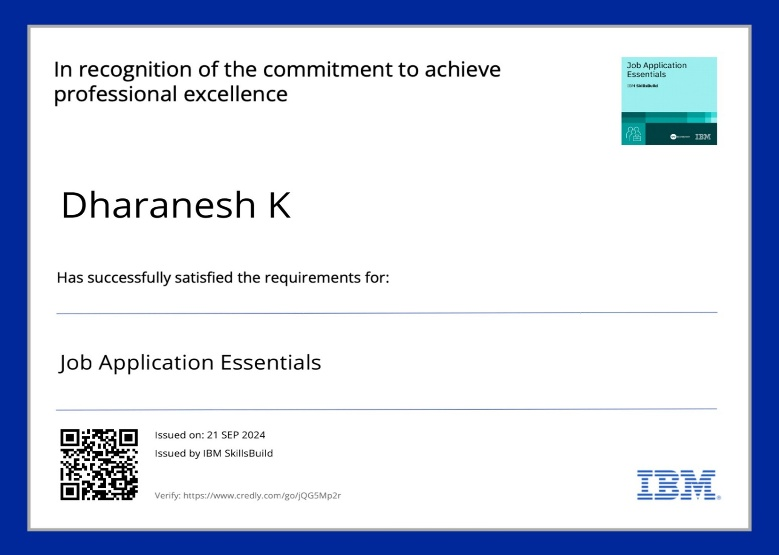 In recognition of the commitment to achieve
professional excellence
Job Application
Essentials
IBM SkillsBuild
IBM
Dharanesh K
Has successfully satisfied the requirements for:
Job Application Essentials
Issued on: 21 SEP 2024
Issued by IBM SkillsBuild
Verify: https://www.credly.com/go/jQG5Mp2r
IBM®